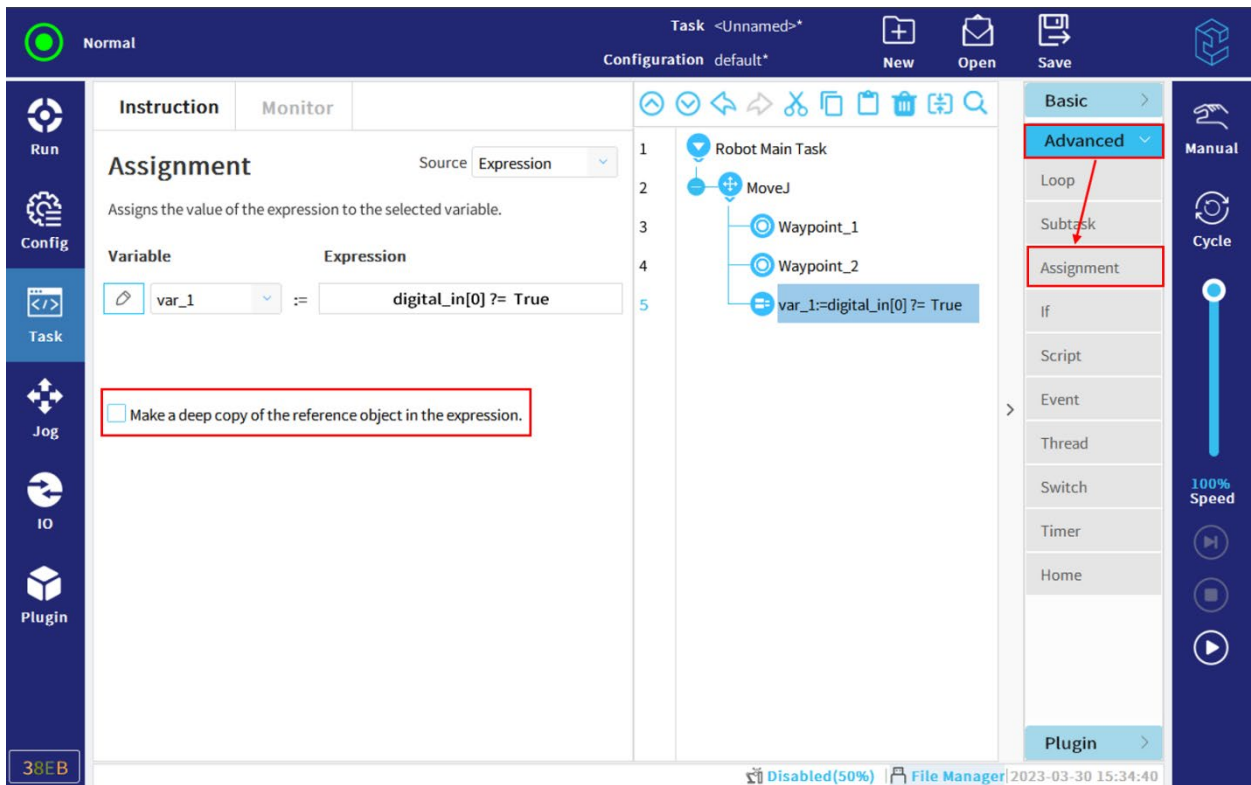 Normal
Task <Unnamed>*
Configuration default*
New
Open
Save
Run
Config
Task
Jog
IO
Plugin
38EB
Instruction
Monitor
Assignment
Source Expression
Assigns the value of the expression to the selected variable.
Variable
Expression
var_1 := digital_in[0] ?= True
Make a deep copy of the reference object in the expression.
1 Robot Main Task
2 MoveJ
3 Waypoint_1
4 Waypoint_2
5 var_1:=digital_in[0] ?= True
>
Basic >
Advanced
Loop
Subtask
Assignment
If
Script
Event
Thread
Switch
Timer
Home
Plugin >
Manual
Cycle
100%
Speed
Disabled(50%) | File Manager|2023-03-30 15:34:40